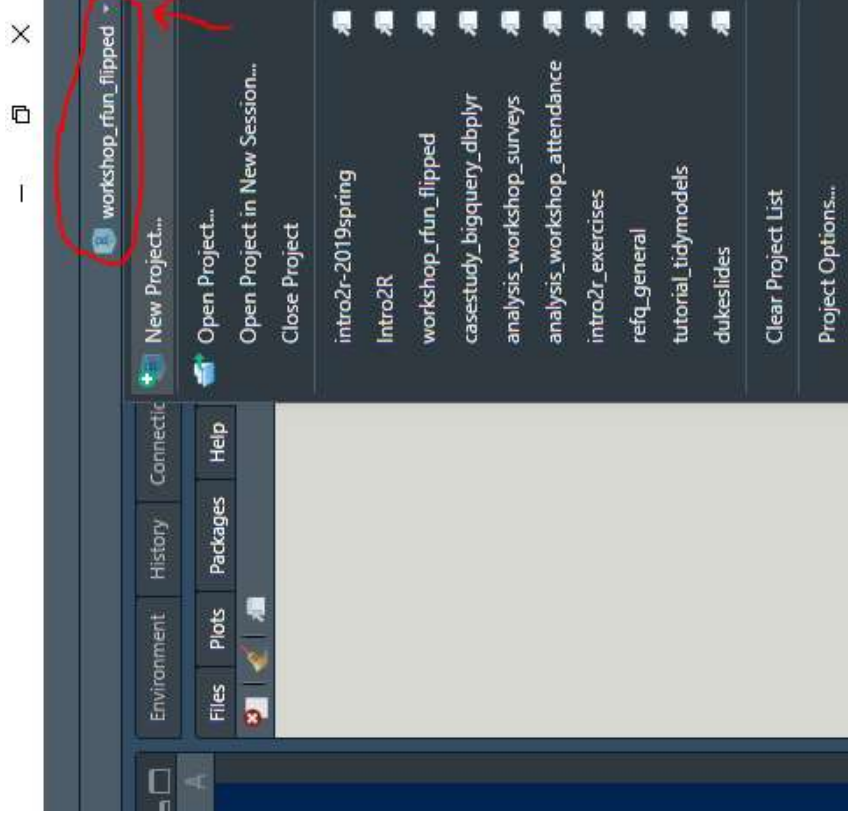 workshop_rfun_flipped
Environment History Connectic
New Project...
Files Plots Packages Help
Open Project...
Open Project in New Session...
Close Project
intro2r-2019spring
Intro2R
workshop_rfun_flipped
casestudy_bigquery_dbplyr
analysis_workshop_surveys
analysis_workshop_attendance
intro2r_exercises
refq_general
tutorial_tidymodels
dukeslides
Clear Project List
Project Options...